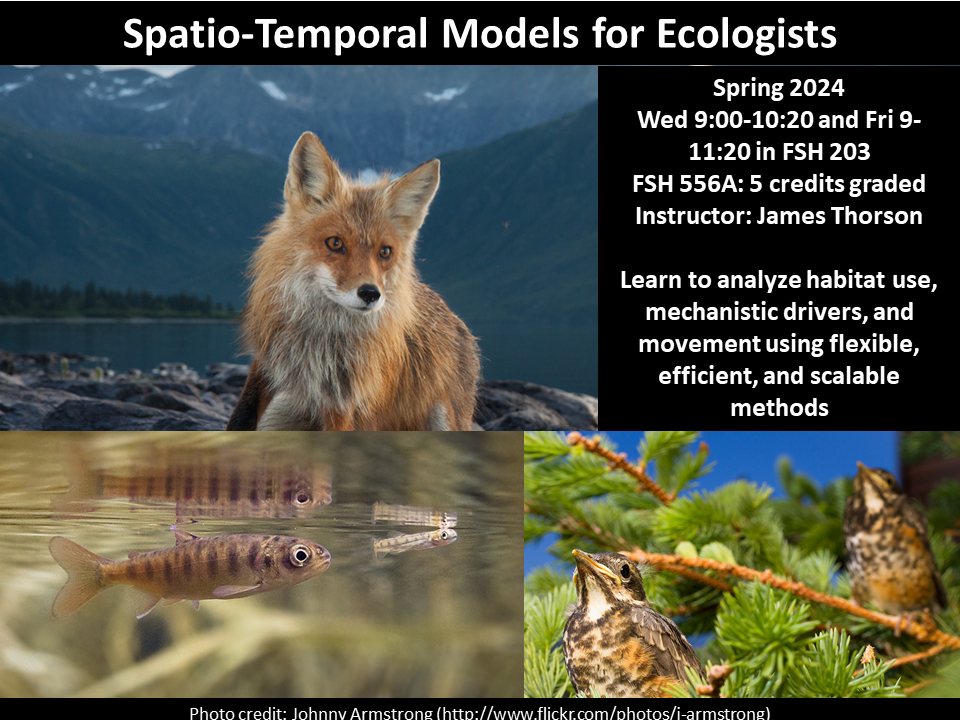 Spatio-Temporal Models for Ecologists
Spring 2024
Wed 9:00-10:20 and Fri 9-
11:20 in FSH 203
FSH 556A: 5 credits graded
Instructor: James Thorson
Learn to analyze habitat use,
mechanistic drivers, and
movement using flexible,
efficient, and scalable
methods
Photo credit: Johnny Armstrong (http://www.flickr.com/photos/j-armstrong)